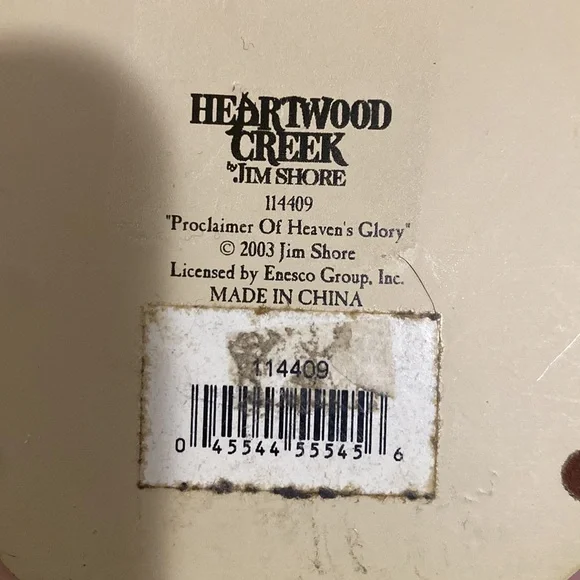 HEARTWOOD
CREEK
by JIM SHORE
114409
"Proclaimer Of Heaven's Glory"
© 2003 Jim Shore
Licensed by Enesco Group, Inc.
MADE IN CHINA
114409
0 45544 55545 6